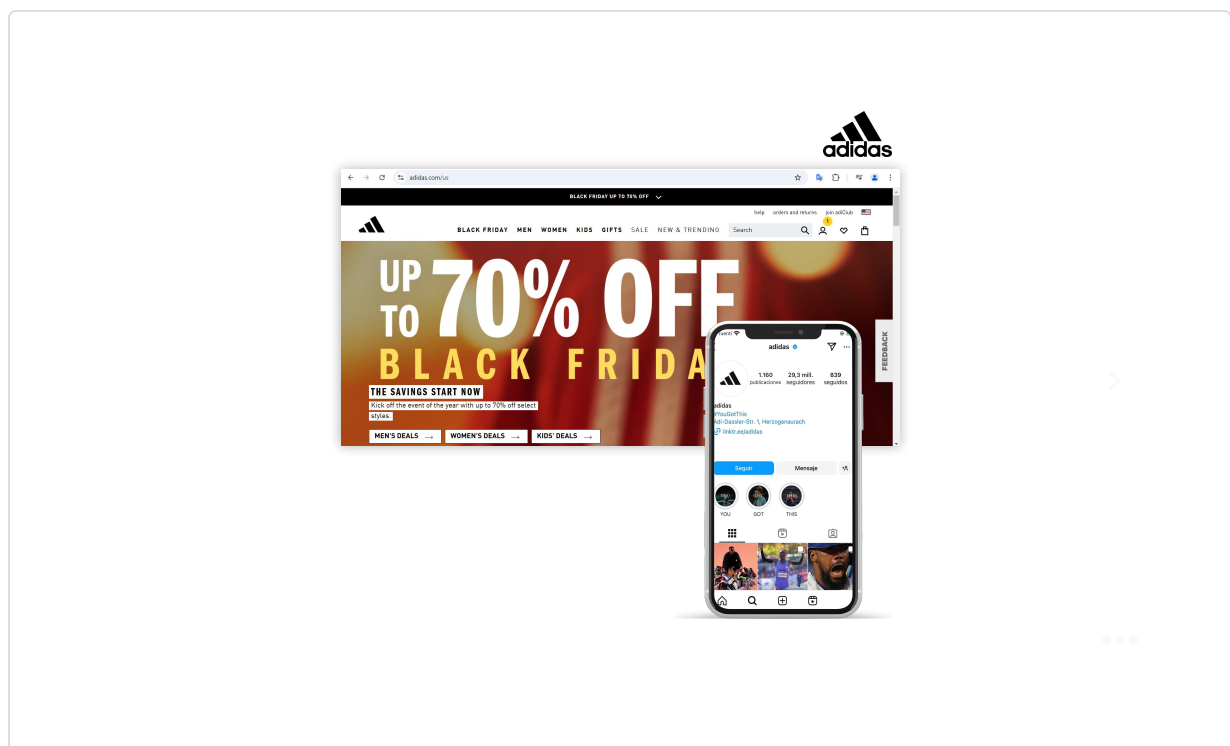 adidas
adidas.com/us
BLACK FRIDAY UP TO 70% OFF
help orders and returns join adiClub
1
BLACK FRIDAY MEN WOMEN KIDS GIFTS SALE NEW & TRENDING Search
UP TO 70% OFF
BLACK FRIDA
THE SAVINGS START NOW
Kick off the event of the year with up to 70% off select
styles.
MEN'S DEALS → WOMEN'S DEALS → KIDS' DEALS →
FEEDBACK
adidas
1.160 29,3 mill. 839
publicaciones seguidores seguidos
adidas
#YouGotThis
Adi-Dassler-Str. 1, Herzogenaurach
linktr.ee/adidas
Seguir Mensaje
YOU GOT THIS